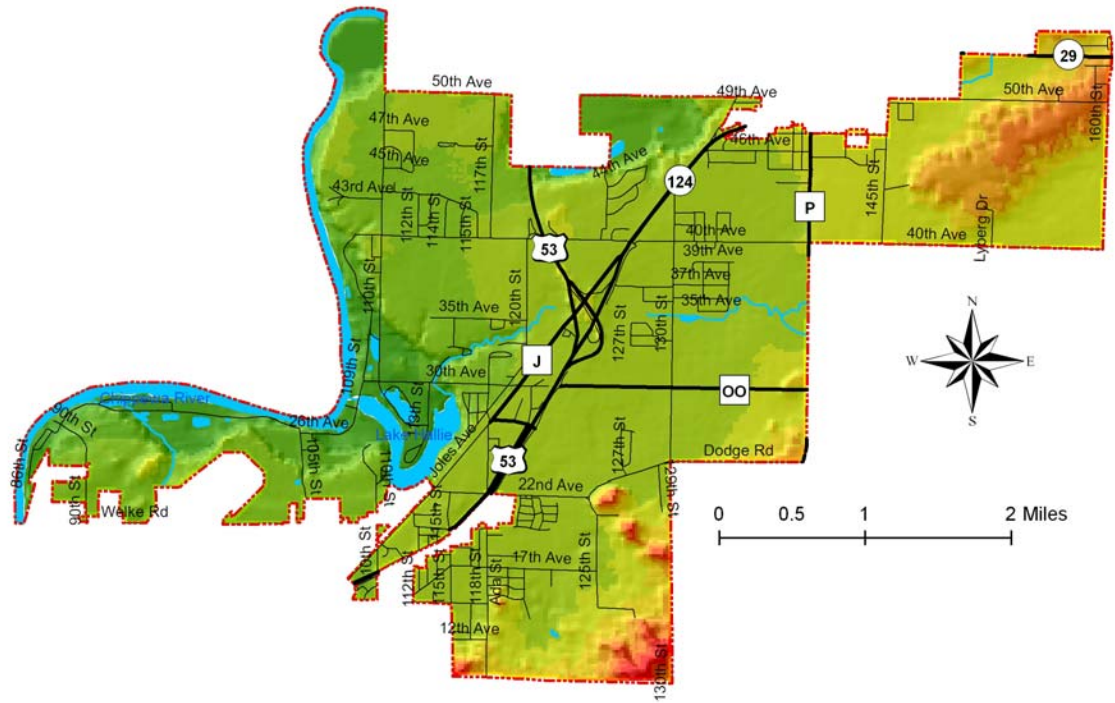 29
50th Ave
49th Ave
50th Ave
160th St
47th Ave
46th Ave
45th Ave
117th St
44th Ave
124
43rd Ave
145th St
112th St
114th St
115th St
P
Lyberg Dr
40th Ave
40th Ave
53
39th Ave
110th St
37th Ave
120th St
35th Ave
35th Ave
127th St
130th St
N
W
E
S
J
30th Ave
109th St
OO
Chippewa River
90th St
26th Ave
Lake Hallie
Joles Ave
86th St
105th St
110th St
53
127th St
Dodge Rd
90th St
Welke Rd
22nd Ave
0
0.5
1
2 Miles
17th Ave
112th St
115th St
118th St
Ada St
125th St
12th Ave
130th St